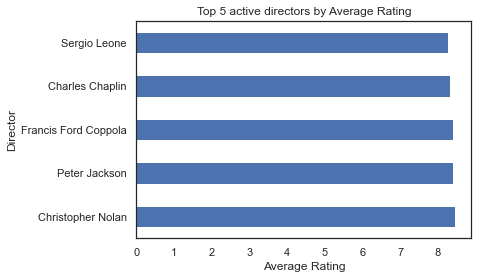 Top 5 active directors by Average Rating
Director
Sergio Leone
Charles Chaplin
Francis Ford Coppola
Peter Jackson
Christopher Nolan
0 1 2 3 4 5 6 7 8
Average Rating